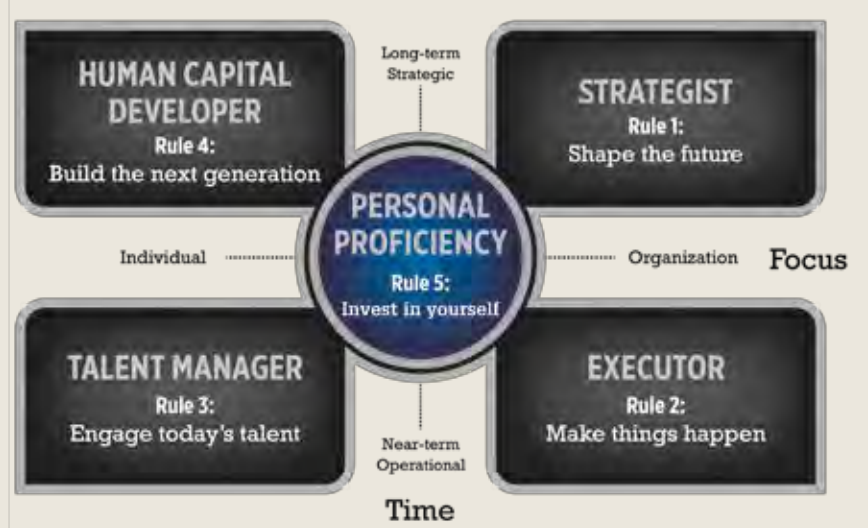 HUMAN CAPITAL
DEVELOPER
Rule 4:
Build the next generation
Long-term
Strategic
STRATEGIST
Rule 1:
Shape the future
Individual
PERSONAL
PROFICIENCY
Rule 5:
Invest in yourself
Organization
Focus
TALENT MANAGER
Rule 3:
Engage today's talent
Near-term
Operational
EXECUTOR
Rule 2:
Make things happen
Time